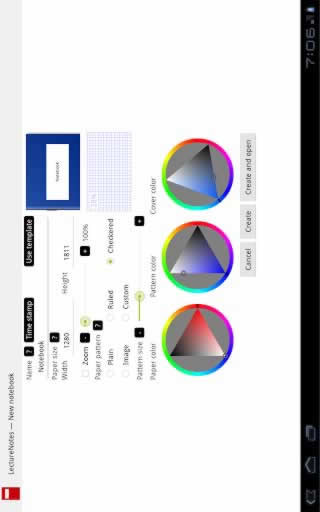 LectureNotes — New notebook
7:06
Name ? Time stamp Use template
Notebook
Notebook
Paper size ?
Width 1280 Height 1811
Zoom - + 100%
Paper pattern ?
Plain Ruled Checkered
Image Custom
Pattern size - +
Paper color Pattern color Cover color
Cancel Create Create and open